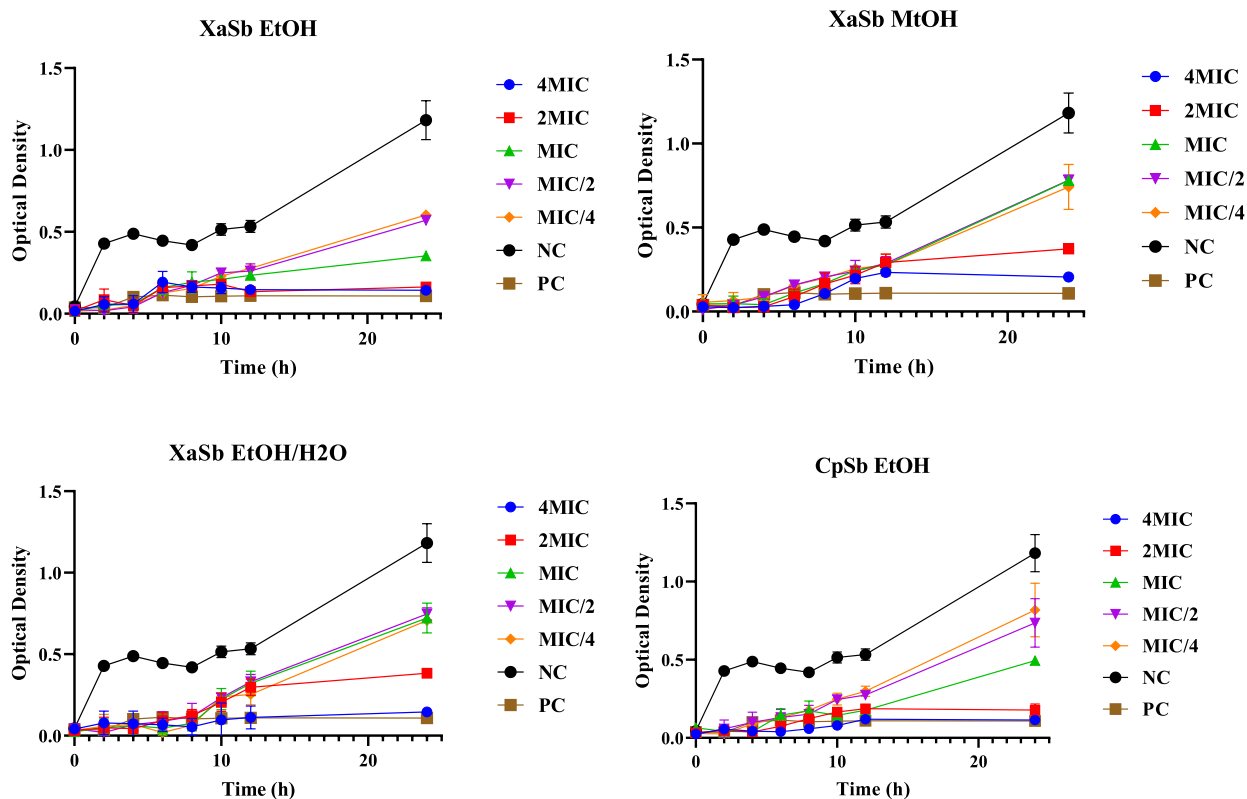 XaSb EtOH
1.5
1.0
0.5
0.0
Optical Density
0
10
20
Time (h)
4MIC
2MIC
MIC
MIC/2
MIC/4
NC
PC
XaSb MtOH
1.5
1.0
0.5
0.0
Optical Density
0
10
20
Time (h)
4MIC
2MIC
MIC
MIC/2
MIC/4
NC
PC
XaSb EtOH/H2O
1.5
1.0
0.5
0.0
Optical Density
0
10
20
Time (h)
4MIC
2MIC
MIC
MIC/2
MIC/4
NC
PC
CpSb EtOH
1.5
1.0
0.5
0.0
Optical Density
0
10
20
Time (h)
4MIC
2MIC
MIC
MIC/2
MIC/4
NC
PC